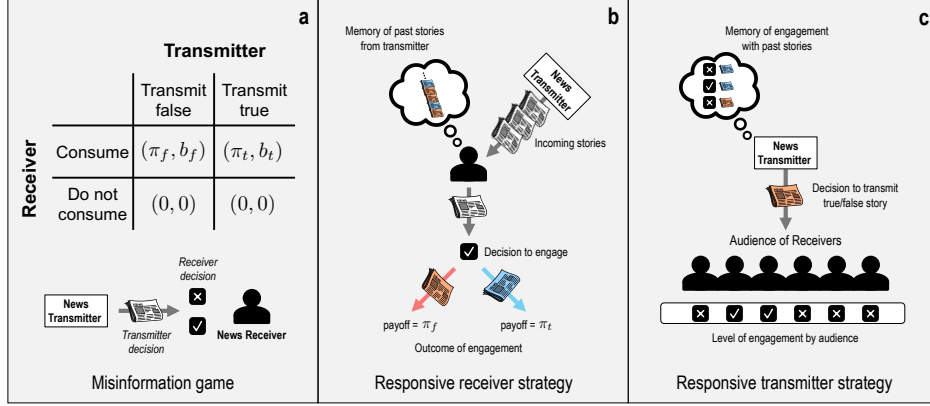 a
Transmitter
Transmit
false
Transmit
true
Receiver
Consume
(π_f, b_f)
(π_t, b_t)
Do not
consume
(0, 0)
(0, 0)
Receiver
decision
News
Transmitter
Transmitter
decision
News Receiver
Misinformation game
b
Memory of past stories
from transmitter
News
Transmitter
Incoming stories
Decision to engage
payoff = π_f
payoff = π_t
Outcome of engagement
Responsive receiver strategy
c
Memory of engagement
with past stories
News
Transmitter
Decision to transmit
true/false story
Audience of Receivers
Level of engagement by audience
Responsive transmitter strategy